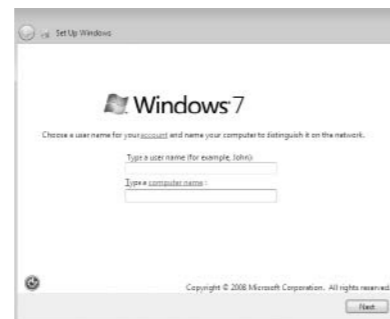 Set Up Windows
Windows 7
Choose a user name for your account and name your computer to distinguish it on the network.
Type a user name (for example, John):
Type a computer name :
Copyright © 2008 Microsoft Corporation. All rights reserved.
Next